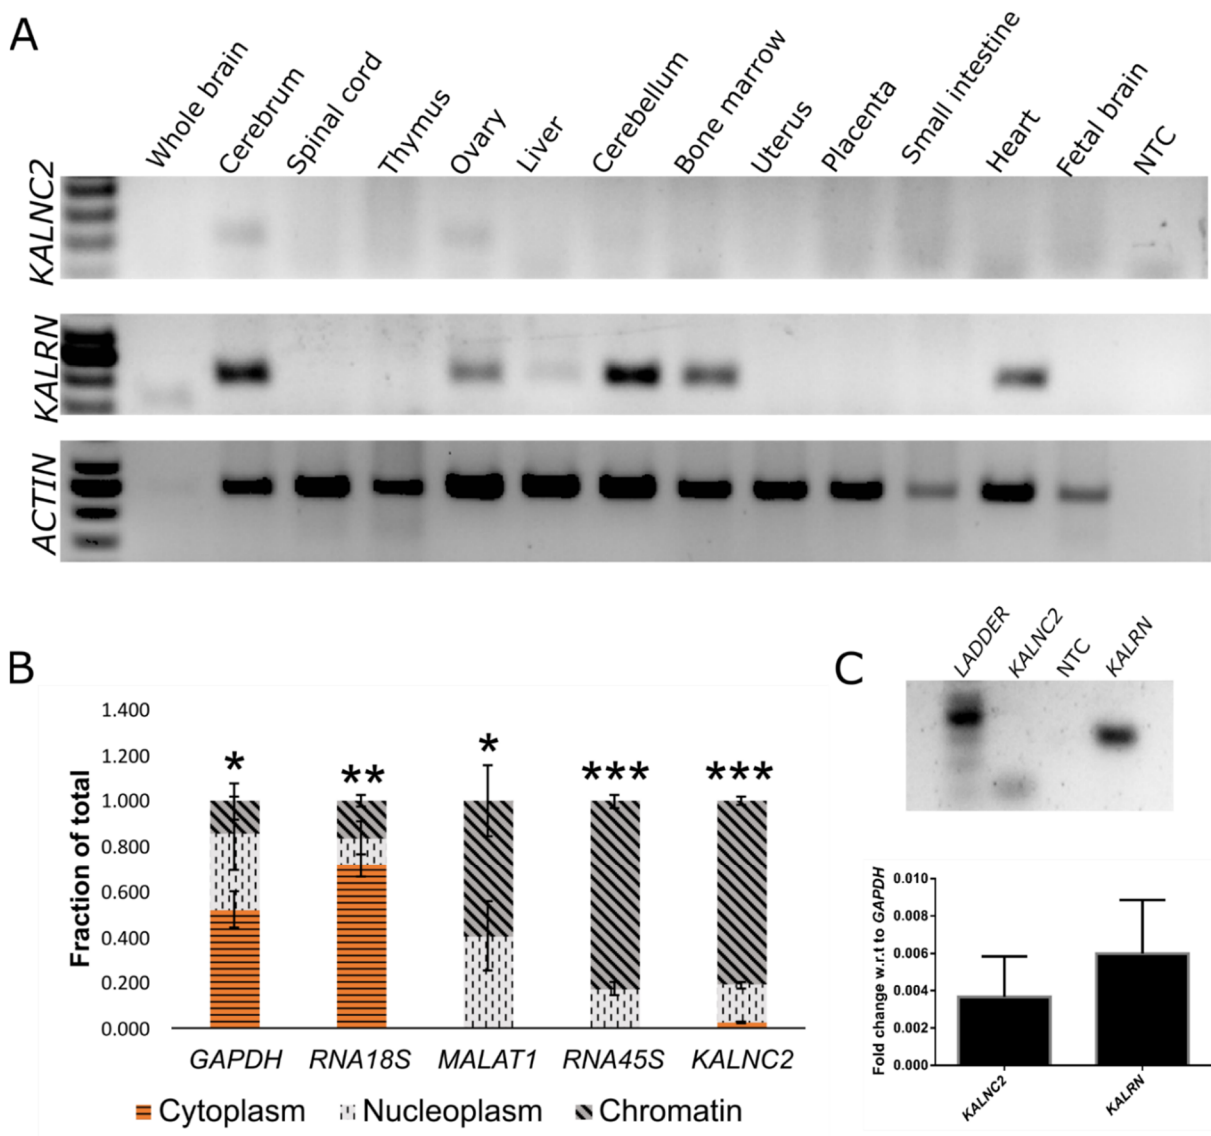 A
Whole brain
Cerebrum
Spinal cord
Thymus
Ovary
Liver
Cerebellum
Bone marrow
Uterus
Placenta
Small intestine
Heart
Fetal brain
NTC
KALNC2
KALRN
ACTIN
B
1.400
1.200
1.000
0.800
0.600
0.400
0.200
0.000
Fraction of total
*
**
*
***
***
GAPDH RNA18S MALAT1 RNA45S KALNC2
Cytoplasm Nucleoplasm Chromatin
C
LADDER
KALNC2
NTC
KALRN
0.010
0.008
0.006
0.004
0.002
0.000
Fold change w.r.t to GAPDH
KALNC2
KALRN